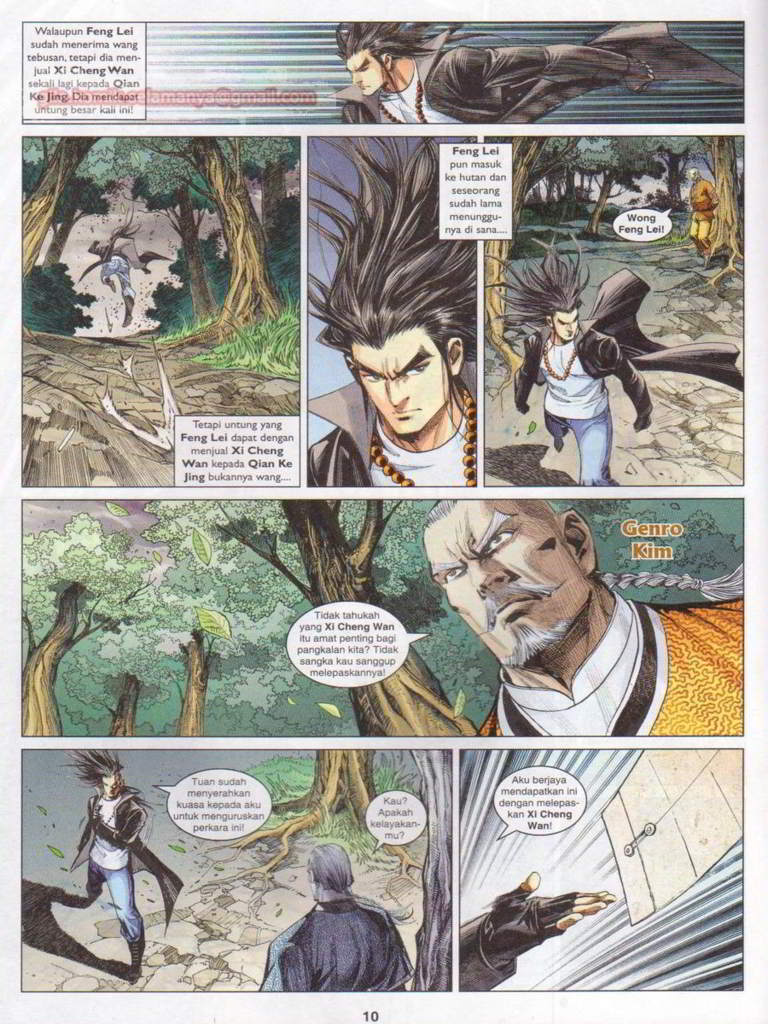 Walaupun Feng Lei
sudah menerima wang
tebusan, tetapi dia men-
jual Xi Cheng Wan
sekali lagi kepada Qian
Ke Jing. Dia mendapat
untung besar kali ini!
Tetapi untung yang
Feng Lei dapat dengan
menjual Xi Cheng
Wan kepada Qian Ke
Jing bukannya wang....
Feng Lei
pun masuk
ke hutan dan
seseorang
sudah lama
menunggu-
nya di sana....
Wong
Feng Lei!
Genro
Kim
Tidak tahukah
yang Xi Cheng Wan
itu amat penting bagi
pangkalan kita? Tidak
sangka kau sanggup
melepaskannya!
Tuan sudah
menyerahkan
kuasa kepada aku
untuk menguruskan
perkara ini!
Kau?
Apakah
kelayakan-
mu?
Aku berjaya
mendapatkan ini
dengan melepas-
kan Xi Cheng
Wan!
10